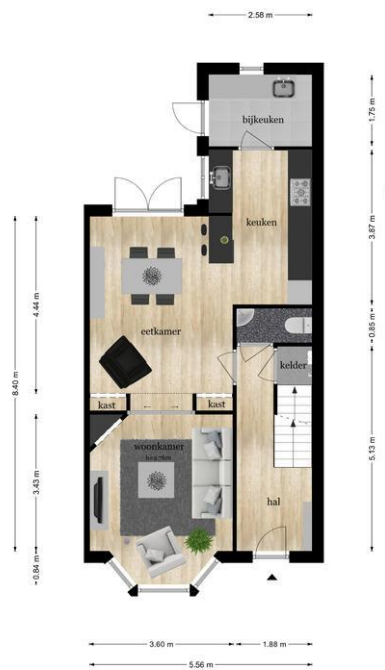 2.58 m
bijkeuken
1.75 m
keuken
3.87 m
8.40 m
4.44 m
eetkamer
0.85 m
kelder
kast
kast
woonkamer
3.43 m
5.13 m
hal
0.84 m
3.60 m
1.88 m
5.56 m